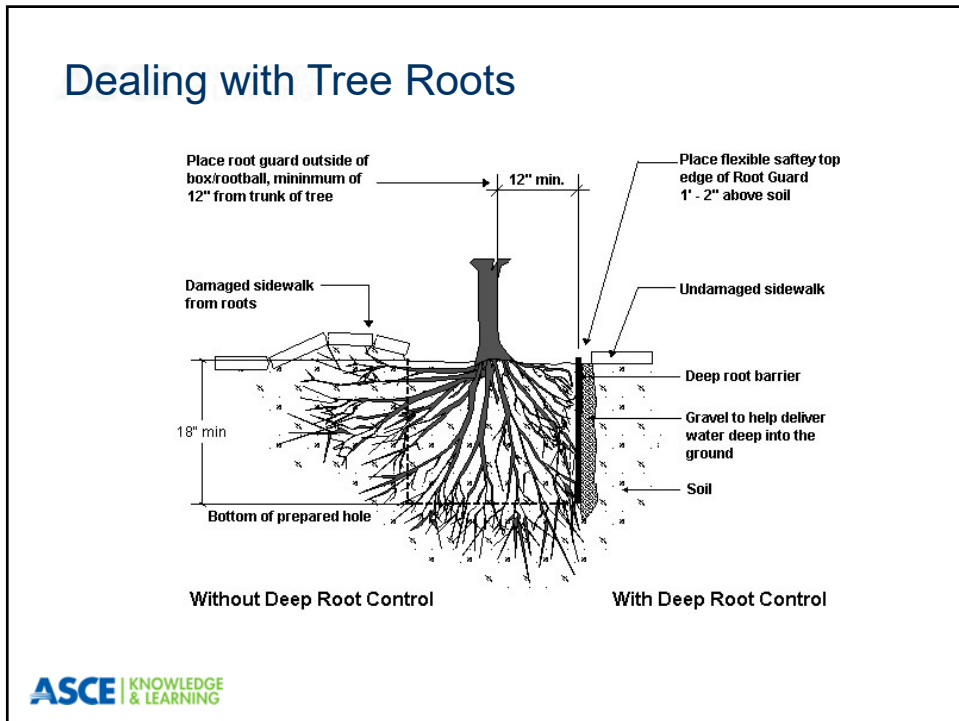 Dealing with Tree Roots
Place root guard outside of
box/rootball, mininmum of
12" from trunk of tree
12" min.
Place flexible saftey top
edge of Root Guard
1' - 2" above soil
Damaged sidewalk
from roots
Undamaged sidewalk
Deep root barrier
Gravel to help deliver
water deep into the
ground
18" min
Soil
Bottom of prepared hole
Without Deep Root Control
With Deep Root Control
ASCE KNOWLEDGE
& LEARNING